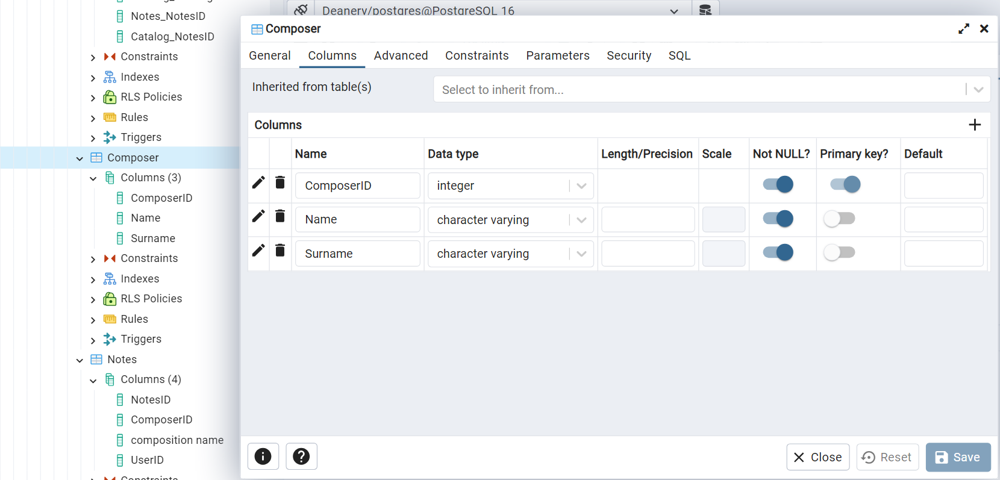 Notes_NotesID
Catalog_NotesID
Constraints
Indexes
RLS Policies
Rules
Triggers
Composer
Columns (3)
ComposerID
Name
Surname
Constraints
Indexes
RLS Policies
Rules
Triggers
Notes
Columns (4)
NotesID
ComposerID
composition name
UserID
Constraints
Deanery/postgres@PostgreSQL 16
Composer
General Columns Advanced Constraints Parameters Security SQL
Inherited from table(s) Select to inherit from...
Columns
Name Data type Length/Precision Scale Not NULL? Primary key? Default
ComposerID integer
Name character varying
Surname character varying
Close Reset Save